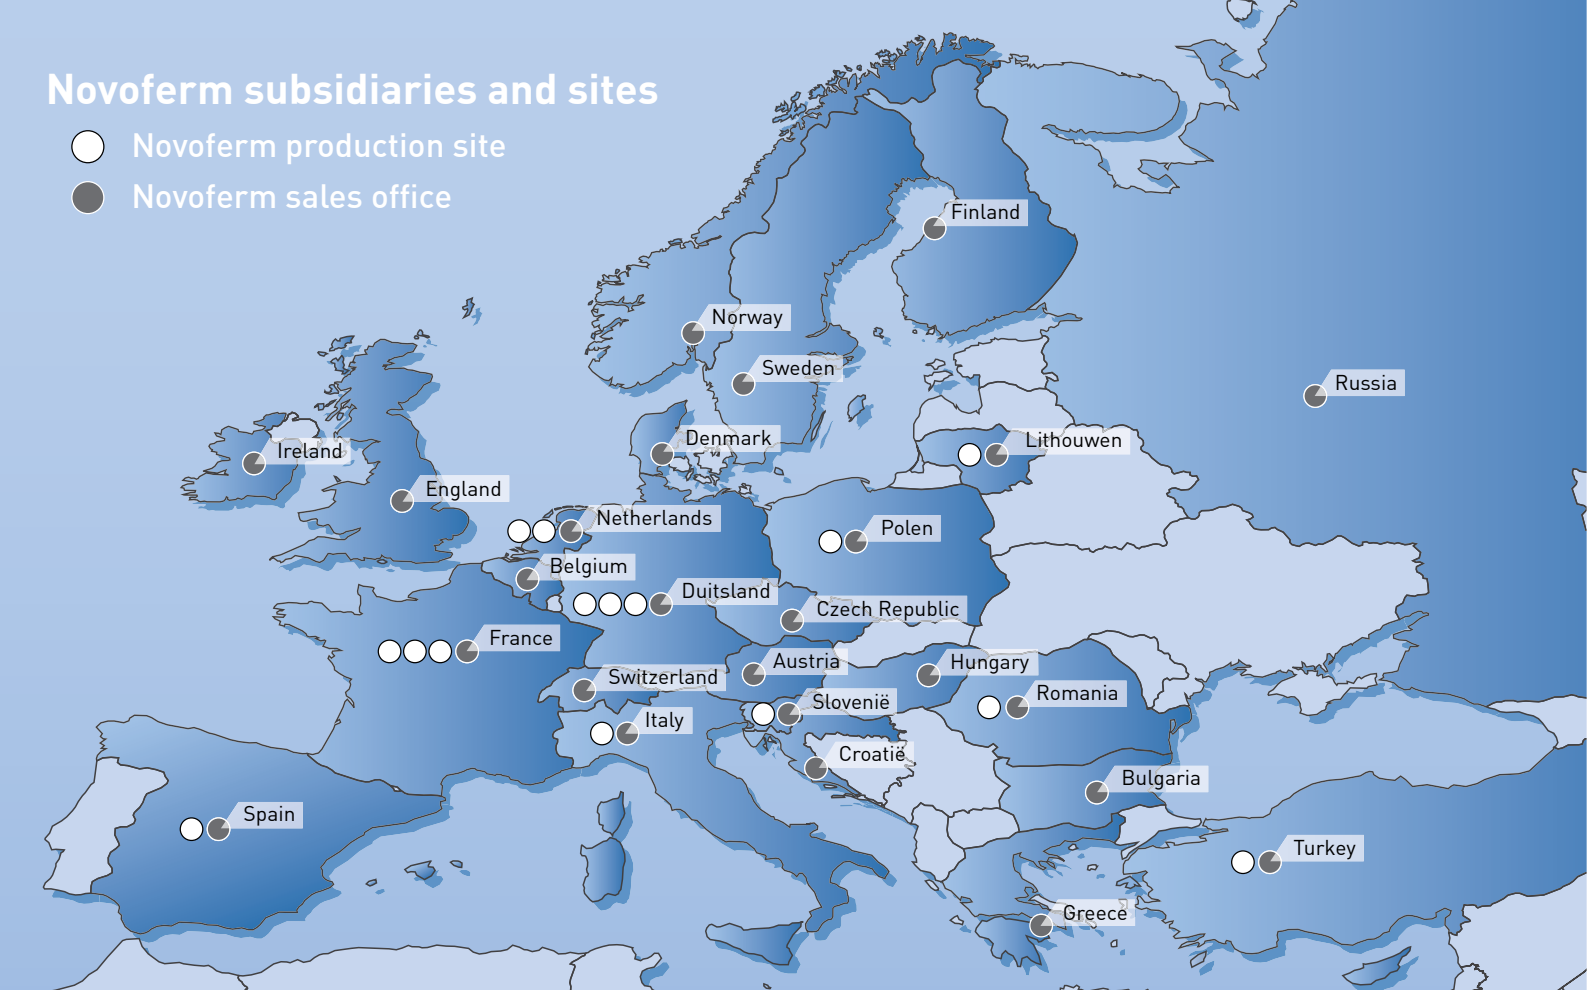 Novoferm subsidiaries and sites
Novoferm production site
Novoferm sales office
Finland
Norway
Sweden
Russia
Denmark
Lithouwen
Ireland
England
Netherlands
Polen
Belgium
Duitsland
Czech Republic
France
Austria
Hungary
Switzerland
Romania
Slovenië
Italy
Croatië
Bulgaria
Spain
Turkey
Greece